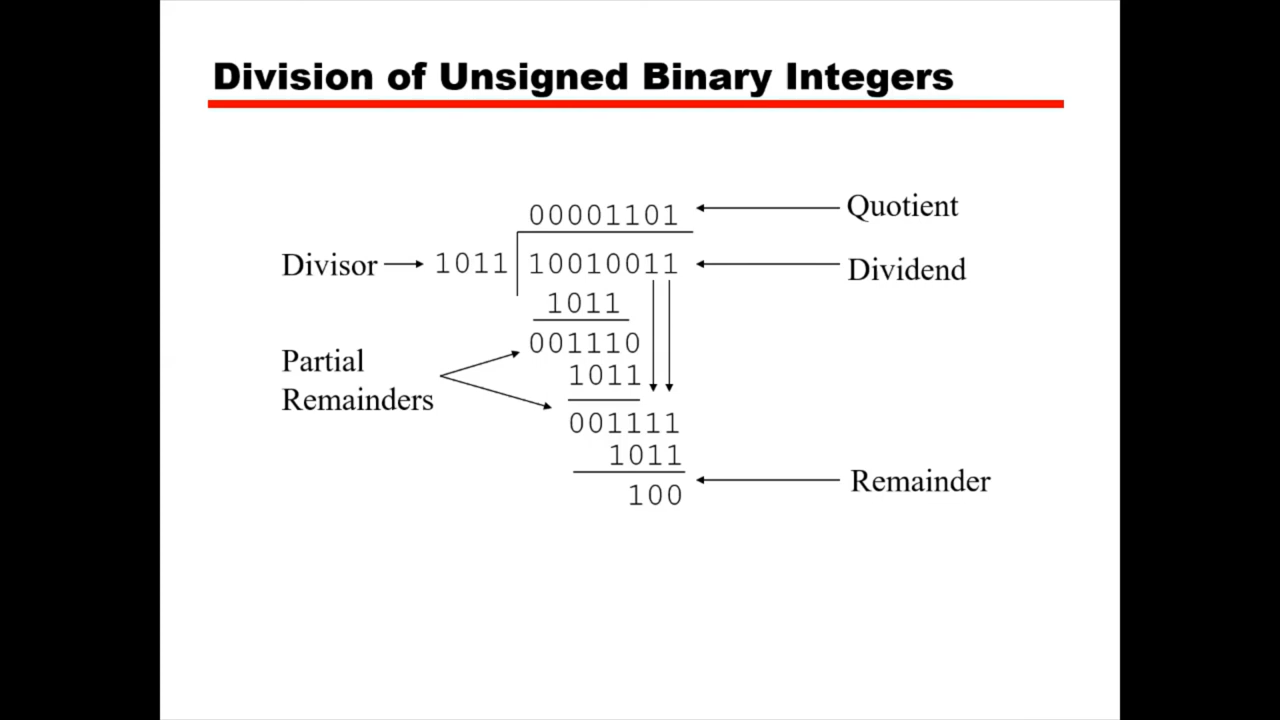 Division of Unsigned Binary Integers
00001101
Quotient
Divisor
1011
10010011
Dividend
1011
001110
Partial
Remainders
1011
001111
1011
Remainder
100